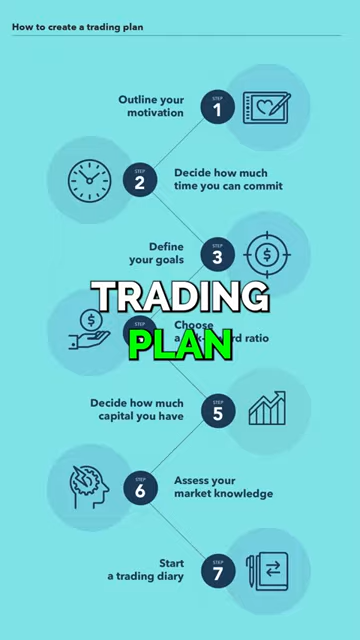 How to create a trading plan
Outline your
motivation
STEP
1
STEP
2
Decide how much
time you can commit
Define
your goals
STEP
3
$
TRADING
PLAN
$
STEP
Choose
a ratio
Decide how much
capital you have
STEP
5
STEP
6
Assess your
market knowledge
Start
a trading diary
STEP
7